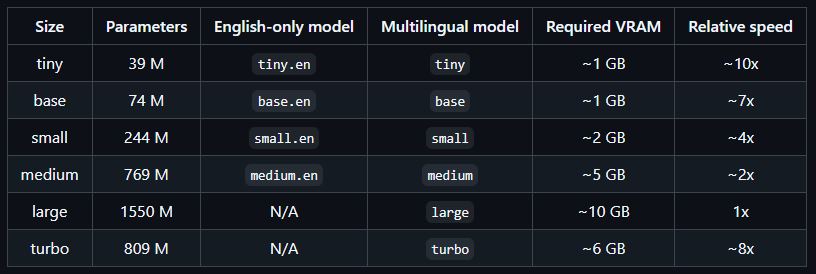 Size Parameters English-only model Multilingual model Required VRAM Relative speed
tiny 39 M tiny.en tiny ~1 GB ~10x
base 74 M base.en base ~1 GB ~7x
small 244 M small.en small ~2 GB ~4x
medium 769 M medium.en medium ~5 GB ~2x
large 1550 M N/A large ~10 GB 1x
turbo 809 M N/A turbo ~6 GB ~8x